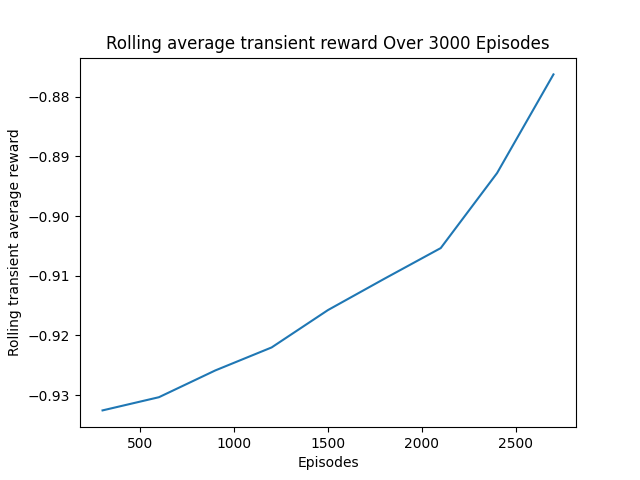 Rolling average transient reward Over 3000 Episodes
−0.88
−0.89
−0.90
−0.91
−0.92
−0.93
Rolling transient average reward
500 1000 1500 2000 2500
Episodes